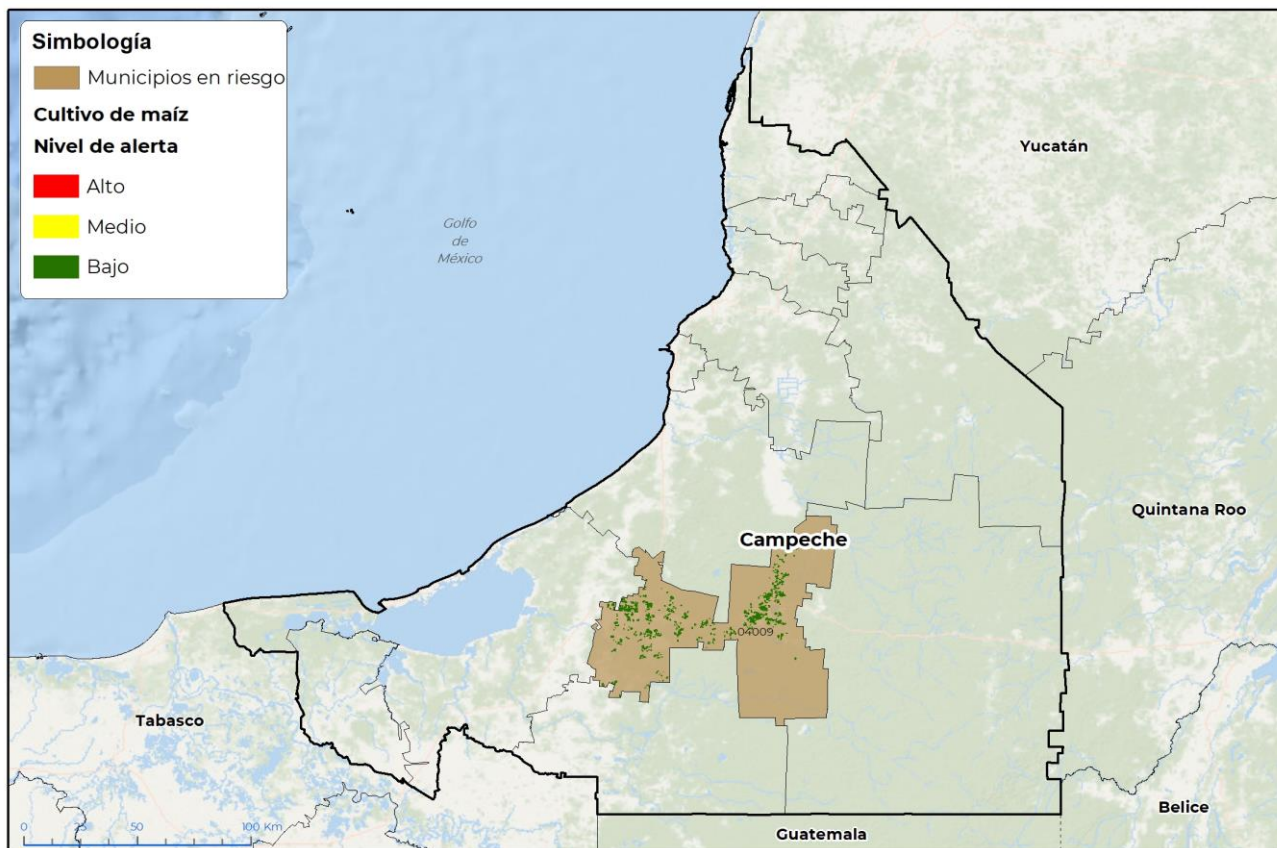 Simbología
Municipios en riesgo
Cultivo de maíz
Nivel de alerta
Alto
Medio
Bajo
Golfo
de
México
Yucatán
Quintana Roo
Campeche
04009
Tabasco
Belice
Guatemala
0 25 50 100 Km